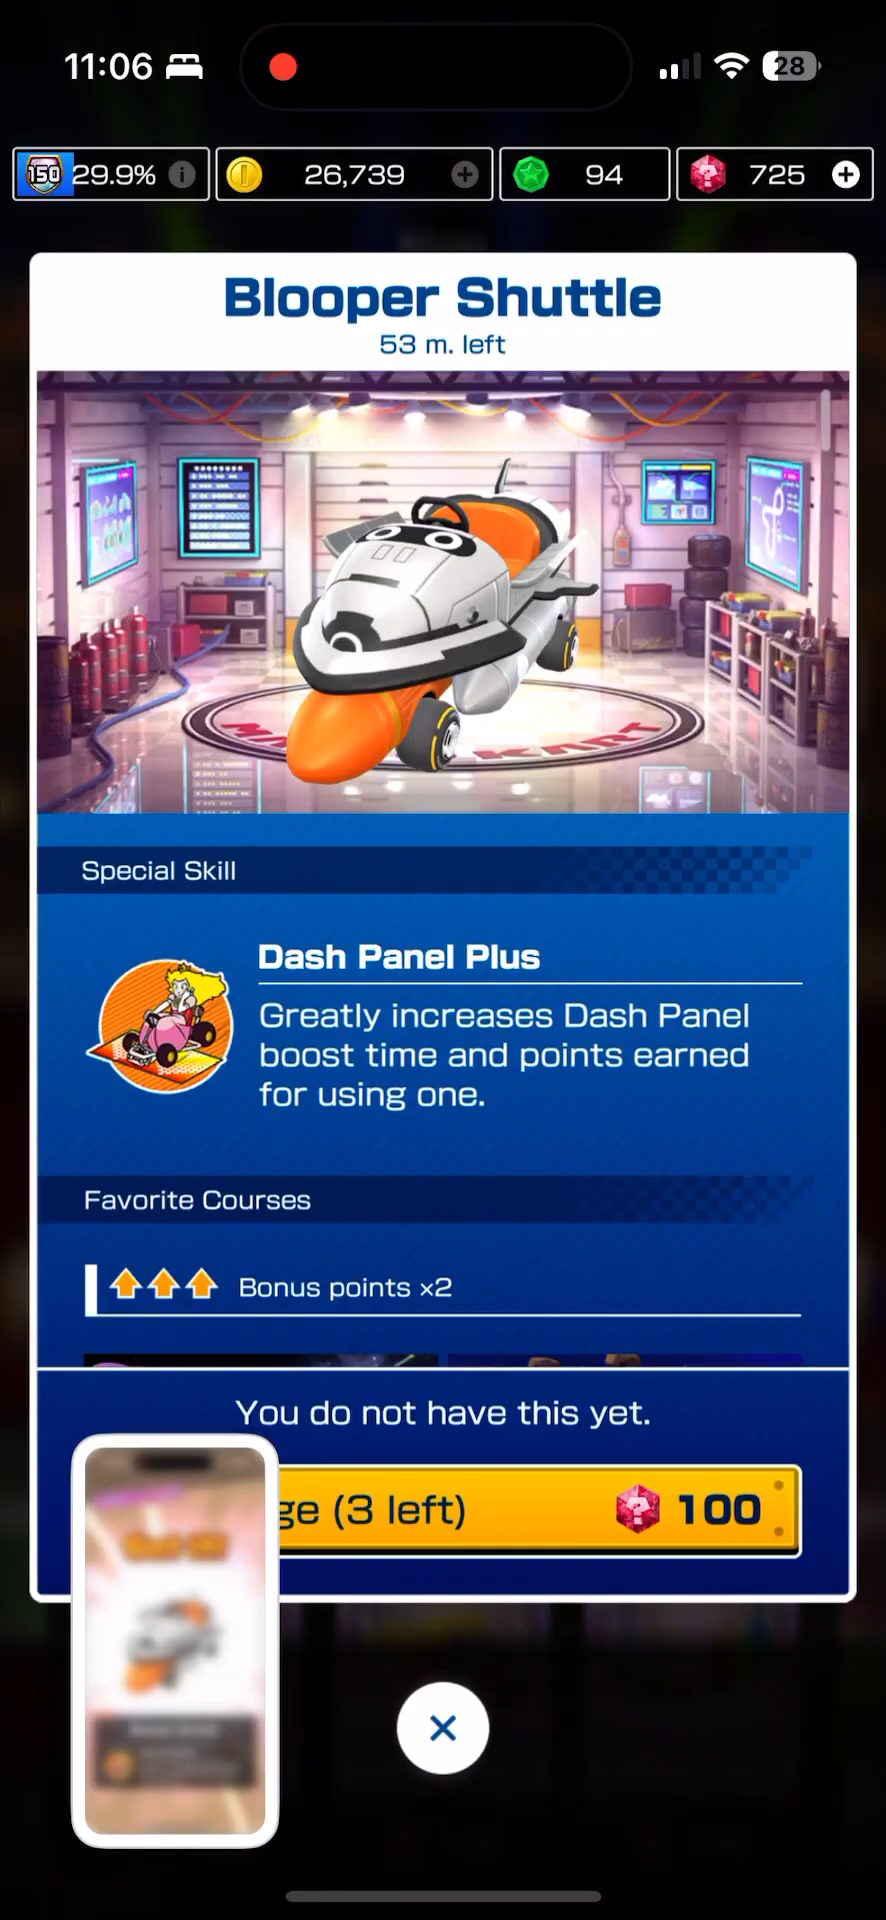 11:06
28
150
29.9%
26,739
94
725
Blooper Shuttle
53 m. left
Special Skill
Dash Panel Plus
Greatly increases Dash Panel
boost time and points earned
for using one.
Favorite Courses
Bonus points ×2
You do not have this yet.
ge (3 left)
100